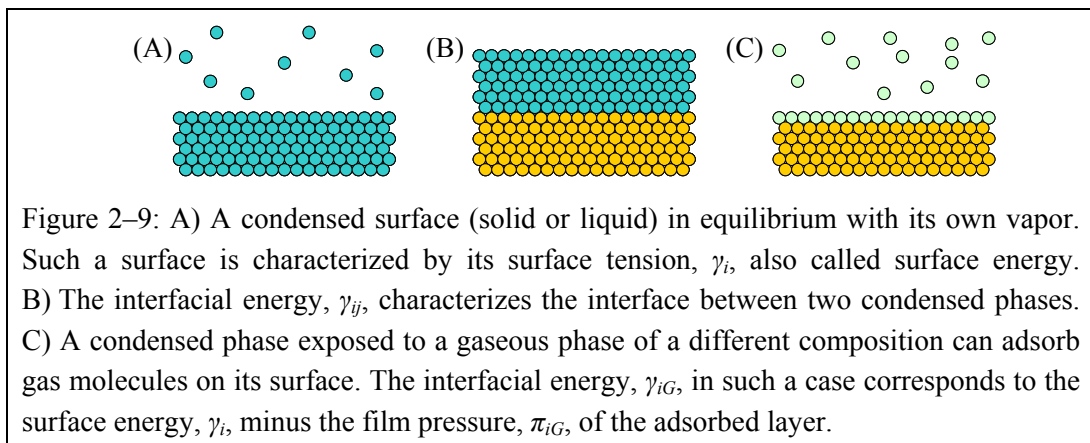 (A) (B) (C)
Figure 2–9: A) A condensed surface (solid or liquid) in equilibrium with its own vapor.
Such a surface is characterized by its surface tension, γi, also called surface energy.
B) The interfacial energy, γij, characterizes the interface between two condensed phases.
C) A condensed phase exposed to a gaseous phase of a different composition can adsorb
gas molecules on its surface. The interfacial energy, γiG, in such a case corresponds to the
surface energy, γi, minus the film pressure, πiG, of the adsorbed layer.